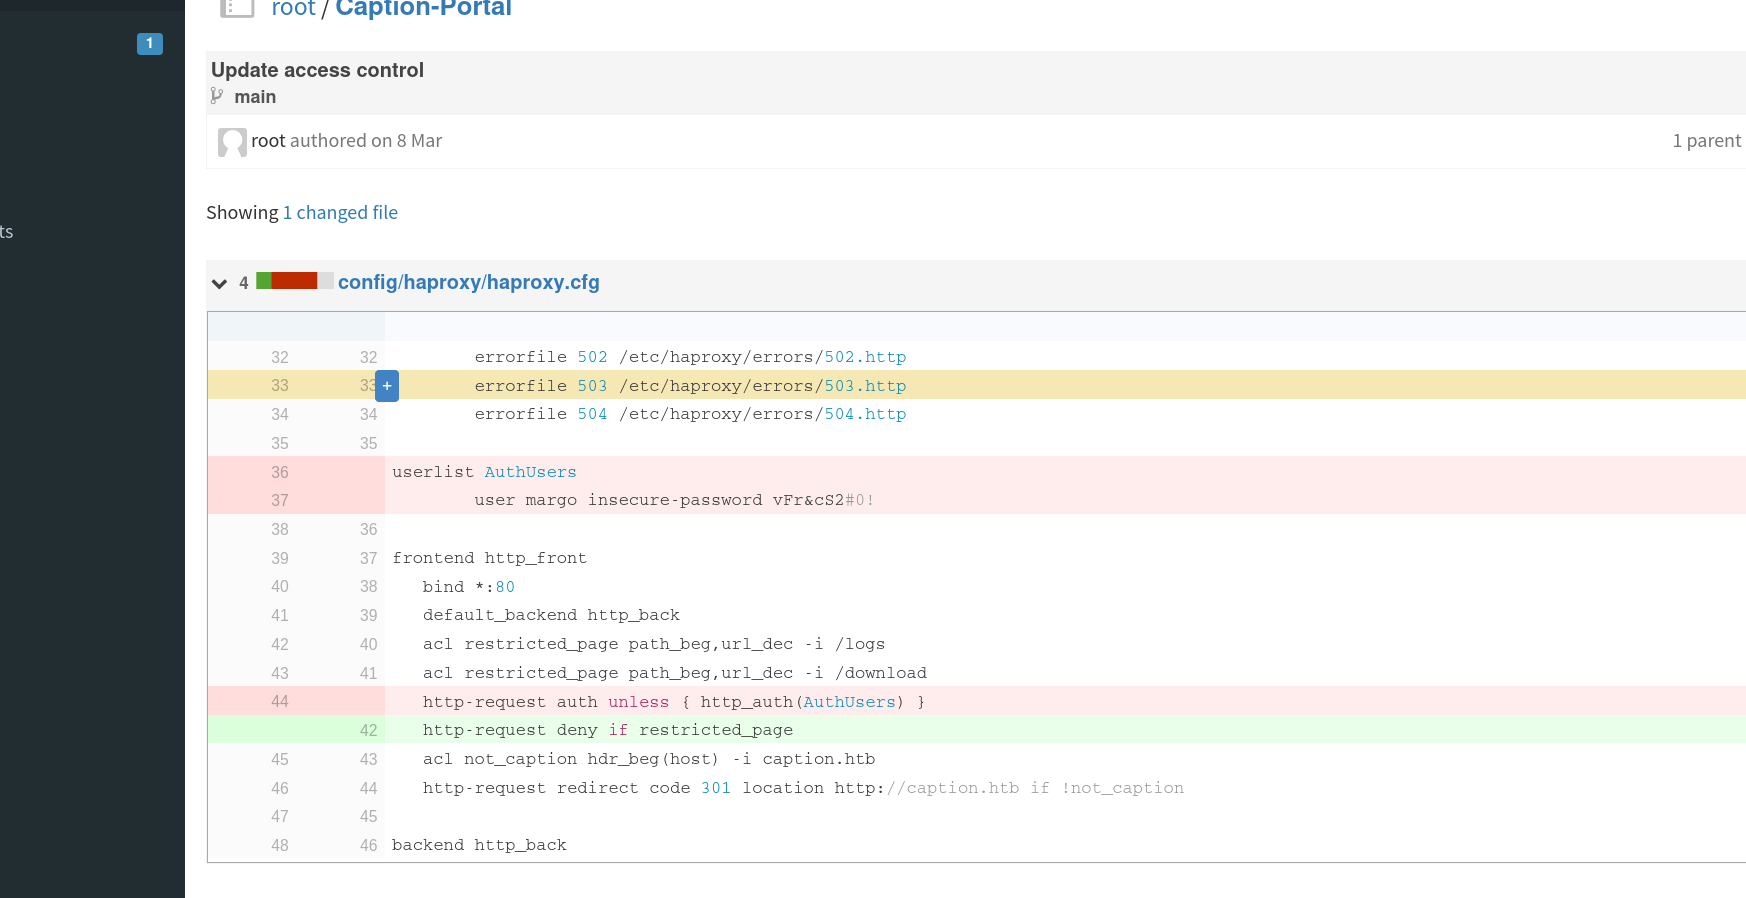 root / Caption-Portal
1
Update access control
main
root authored on 8 Mar
1 parent
Showing 1 changed file
ts
4 config/haproxy/haproxy.cfg
32 32 errorfile 502 /etc/haproxy/errors/502.http
33 33 + errorfile 503 /etc/haproxy/errors/503.http
34 34 errorfile 504 /etc/haproxy/errors/504.http
35 35
36 userlist AuthUsers
37 user margo insecure-password vFr&cS2#0!
38 36
39 37 frontend http_front
40 38 bind *:80
41 39 default_backend http_back
42 40 acl restricted_page path_beg,url_dec -i /logs
43 41 acl restricted_page path_beg,url_dec -i /download
44 http-request auth unless { http_auth(AuthUsers) }
42 http-request deny if restricted_page
45 43 acl not_caption hdr_beg(host) -i caption.htb
46 44 http-request redirect code 301 location http://caption.htb if !not_caption
47 45
48 46 backend http_back